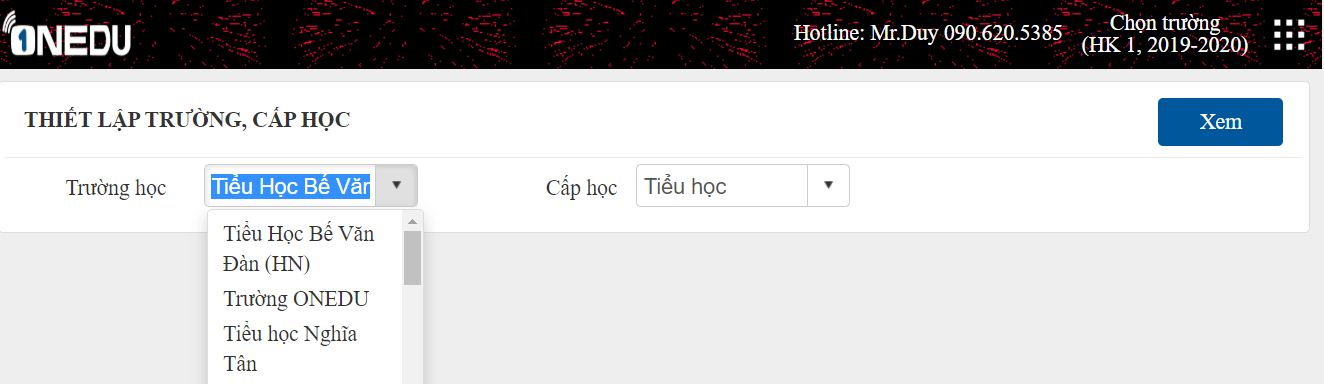 1ONEDU
Hotline: Mr.Duy 090.620.5385
Chọn trường
(HK 1, 2019-2020)
THIẾT LẬP TRƯỜNG, CẤP HỌC
Xem
Trường học
Tiểu Học Bế Văn
Cấp học
Tiểu học
Tiểu Học Bế Văn
Đàn (HN)
Trường ONEDU
Tiểu học Nghĩa
Tân